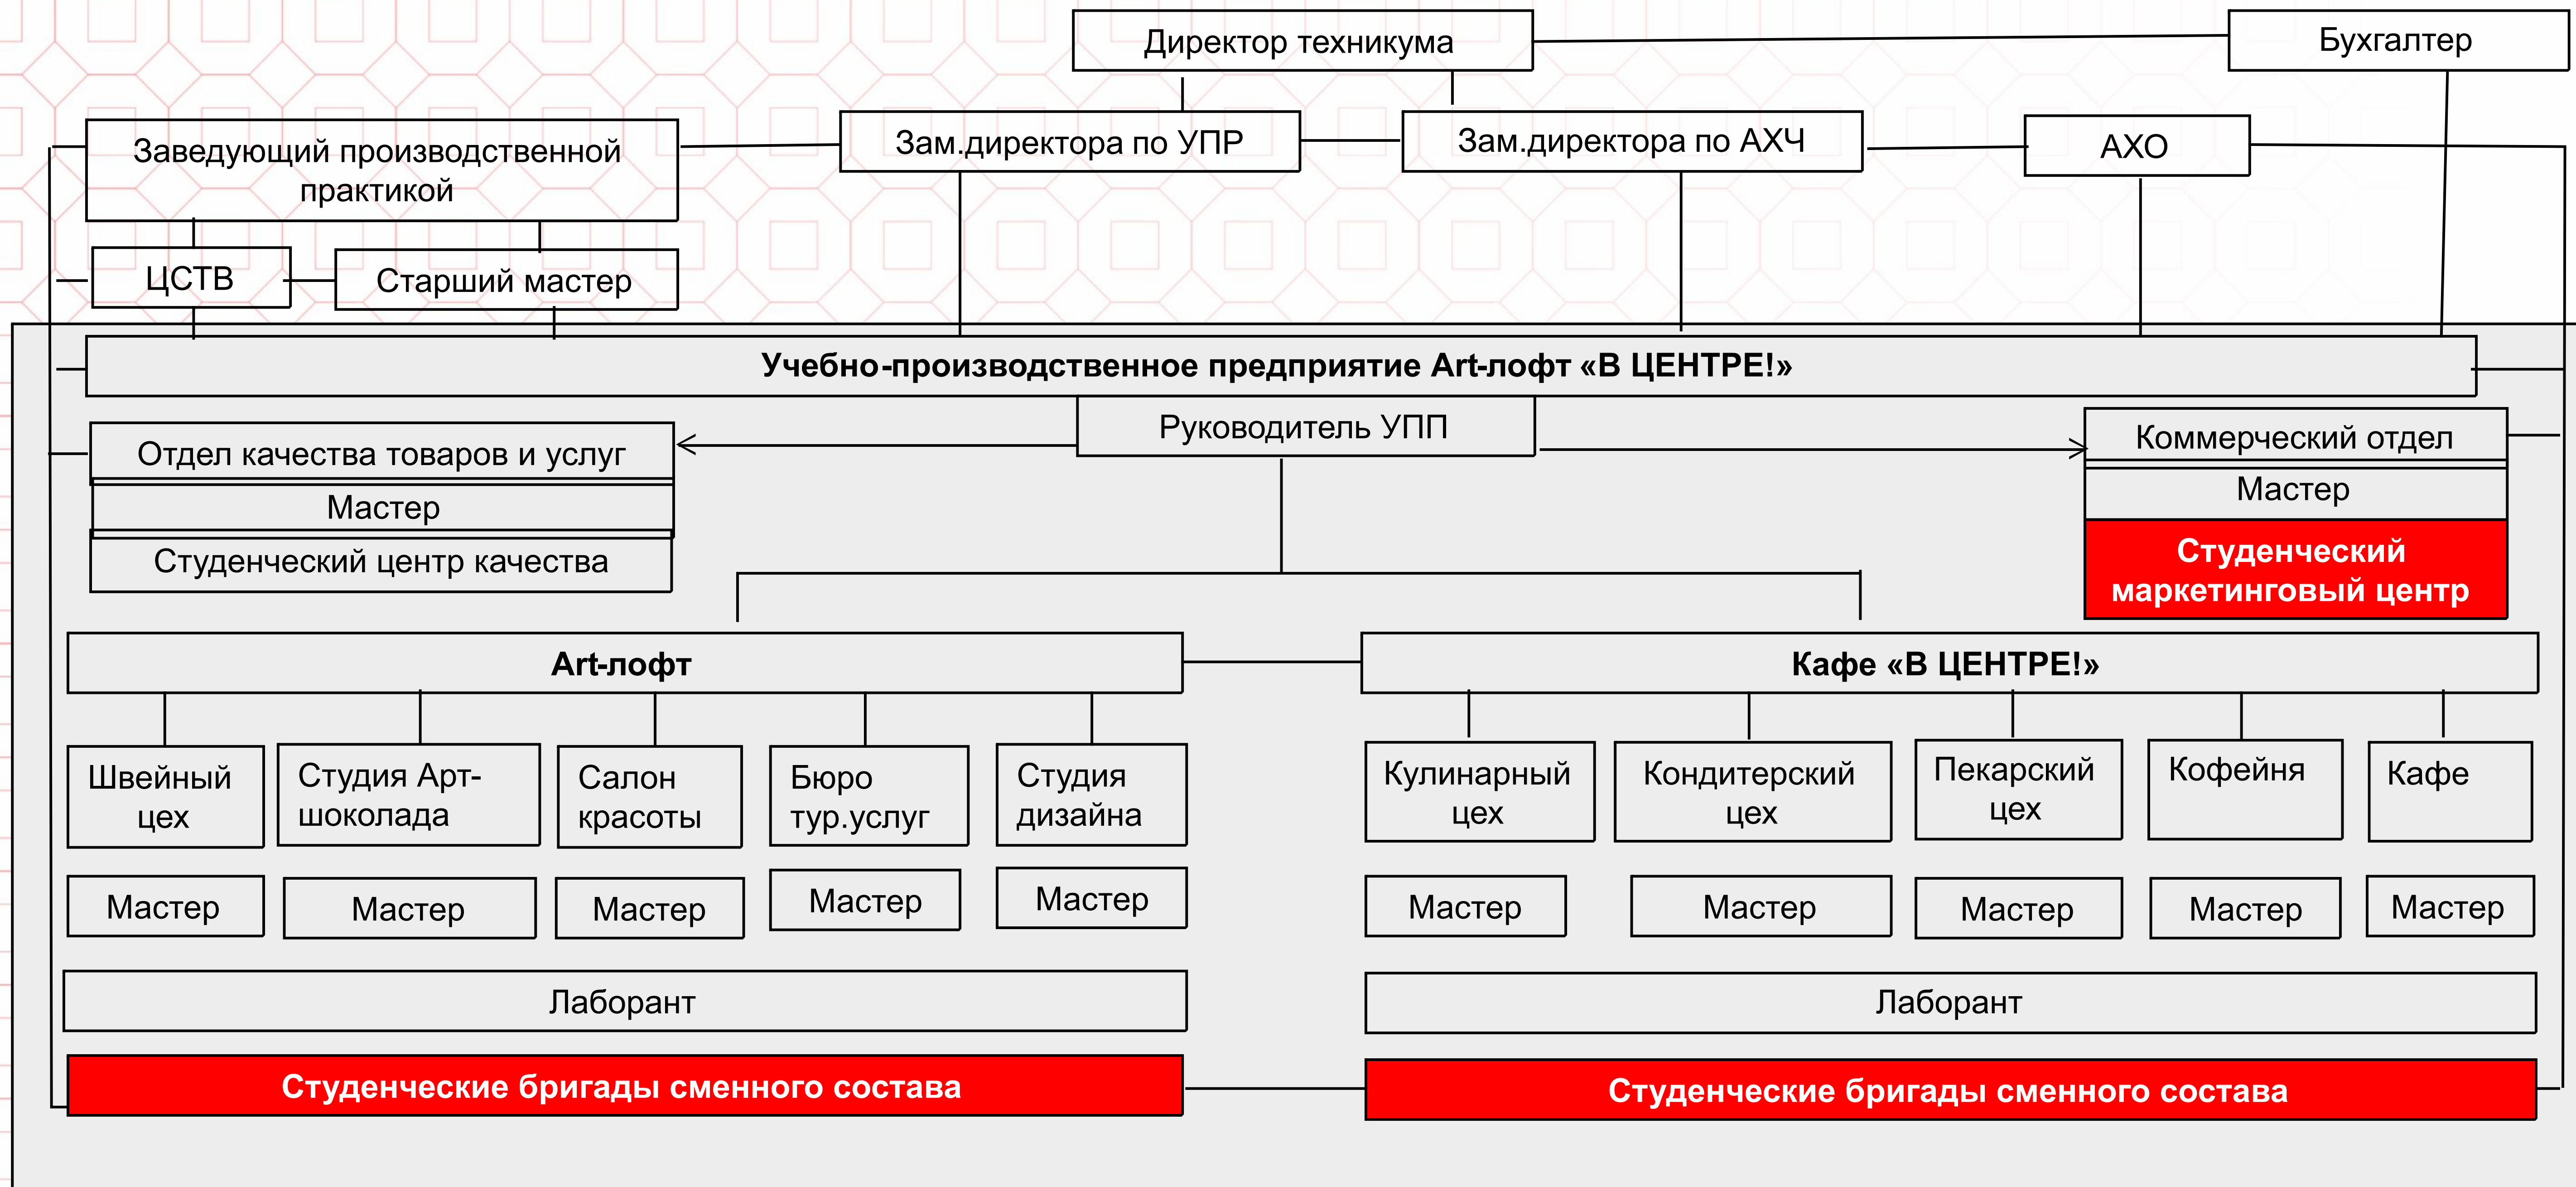 Директор техникума
Бухгалтер
Заведующий производственной
практикой
Зам.директора по УПР
Зам.директора по АХЧ
АХО
ЦСТВ
Старший мастер
Учебно-производственное предприятие Art-лофт «В ЦЕНТРЕ!»
Руководитель УПП
Отдел качества товаров и услуг
Мастер
Студенческий центр качества
Коммерческий отдел
Мастер
Студенческий
маркетинговый центр
Art-лофт
Кафе «В ЦЕНТРЕ!»
Швейный
цех
Студия Арт-
шоколада
Салон
красоты
Бюро
тур.услуг
Студия
дизайна
Кулинарный
цех
Кондитерский
цех
Пекарский
цех
Кофейня
Кафе
Мастер
Мастер
Мастер
Мастер
Мастер
Мастер
Мастер
Мастер
Мастер
Мастер
Лаборант
Лаборант
Студенческие бригады сменного состава
Студенческие бригады сменного состава